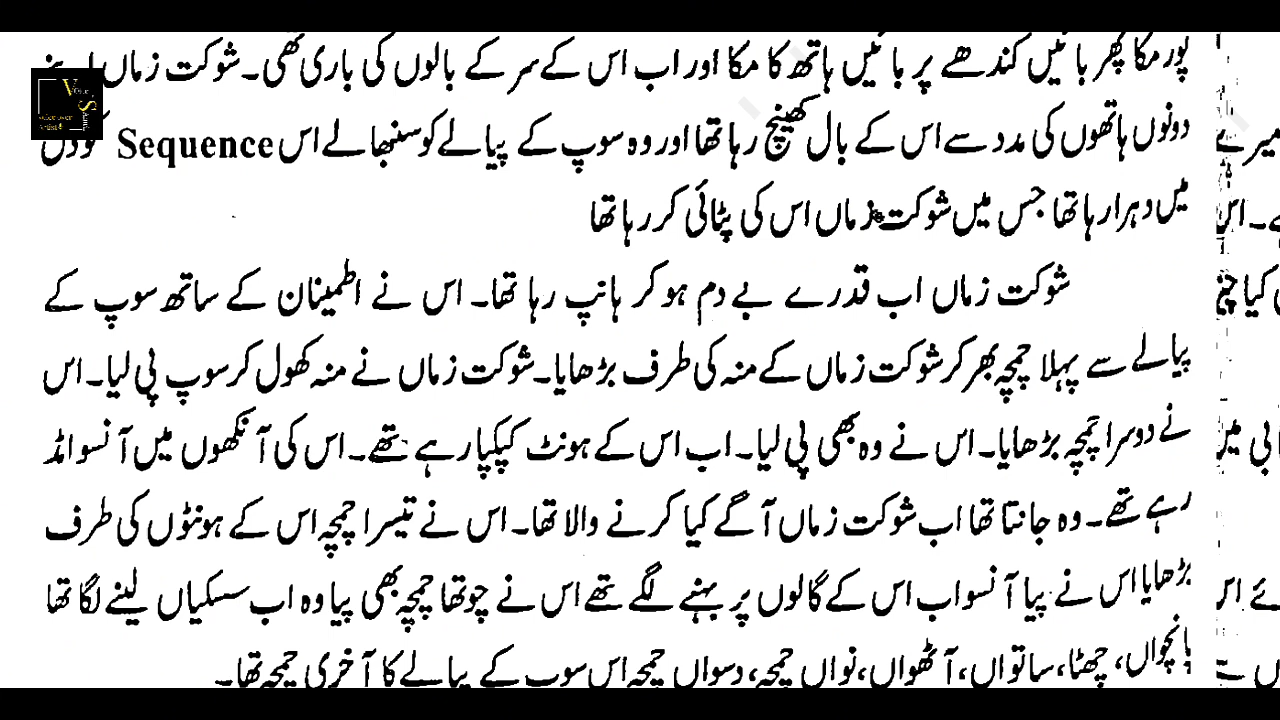 پور مکا پھر بائیں کندھے پر بائیں ہاتھ کا مکا اور اب اس کے سر کے بالوں کی باری تھی۔ شوکت زماں
دونوں ہاتھوں کی مدد سے اس کے بال کھینچ رہا تھا اور وہ سوپ کے پیالے کو سنبھالے اس Sequence کو دل
میں دہرا رہا تھا جس میں شوکت زماں اس کی پٹائی کر رہا تھا
شوکت زماں اب قدرے بے دم ہو کر ہانپ رہا تھا۔ اس نے اطمینان کے ساتھ سوپ کے
پیالے سے پہلا چمچہ بھر کر شوکت زماں کے منہ کی طرف بڑھایا۔ شوکت زماں نے منہ کھول کر سوپ پی لیا۔ اس
نے دوسرا چمچہ بڑھایا۔ اس نے وہ بھی پی لیا۔ اب اس کے ہونٹ کپکپا رہے تھے۔ اس کی آنکھوں میں آنسو امڈ
رہے تھے۔ وہ جانتا تھا اب شوکت زماں آگے کیا کرنے والا تھا۔ اس نے تیسرا چمچہ اس کے ہونٹوں کی طرف
بڑھایا اس نے پیا آنسو اب اس کے گالوں پر بہنے لگے تھے اس نے چوتھا چمچہ بھی پیا وہ اب سسکیاں لینے لگا تھا
پانچواں، چھٹا، ساتواں، آٹھواں، نواں چمچہ، دسواں چمچہ اس سوپ کے پیالے کا آخری چمچہ تھا۔